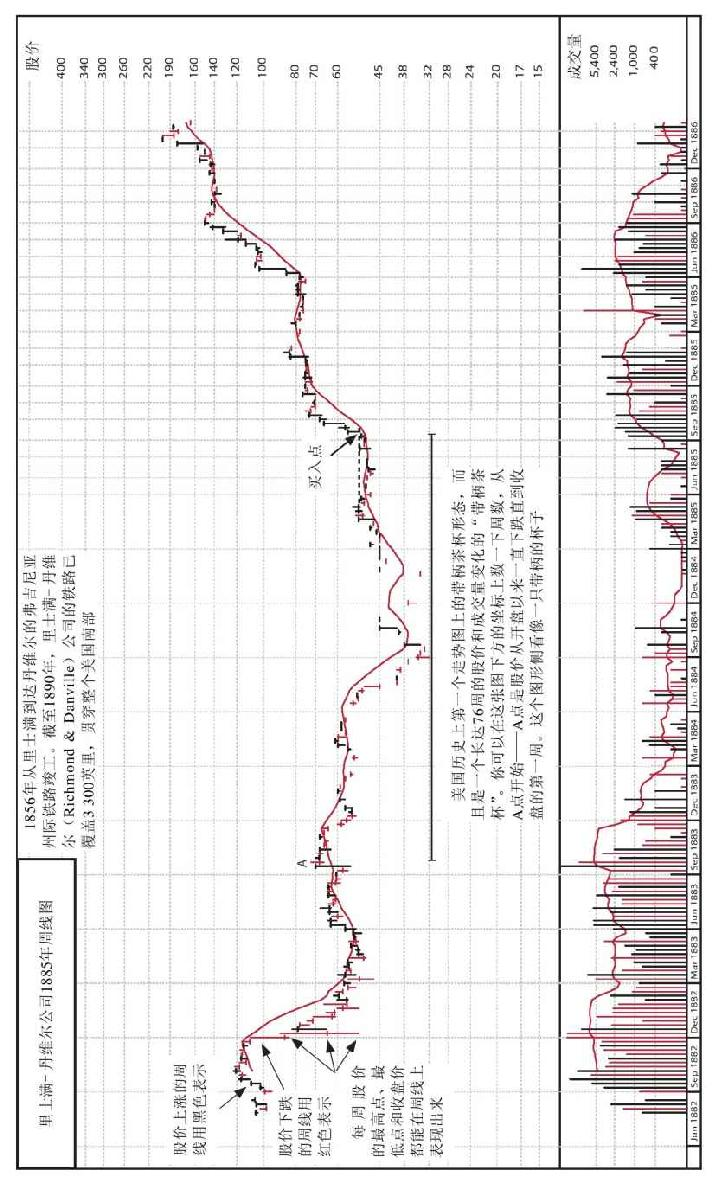 里士满-丹维尔公司1885年周线图
1856年从里士满到达丹维尔的弗吉尼亚
州际铁路竣工。截至1890年，里士满-丹维
尔（Richmond & Danville）公司的铁路已
覆盖3 300英里，贯穿整个美国南部
股价上涨的周
线用黑色表示
股价下跌
的周线用
红色表示
每周股价
的最高点、最
低点和收盘价
都能在周线上
表现出来
A
买入点
美国历史上第一个走势图上的带柄茶杯形态，而
且是一个长达76周的股价和成交量变化的“带柄茶
杯”。你可以在这张图下方的坐标上数一下周数，从
A点开始——A点是股价从开盘以来一直下跌直到收
盘的第一周。这个图形侧看像一只带柄的杯子
股价
400
340
300
260
220
190
160
140
120
100
80
70
60
45
38
32
28
24
20
17
15
成交量
5,400
2,400
1,000
400
Jun 1882
Sep 1882
Dec 1882
Mar 1883
Jun 1883
Sep 1883
Dec 1883
Mar 1884
Jun 1884
Sep 1884
Dec 1884
Mar 1885
Jun 1885
Sep 1885
Dec 1885
Mar 1885
Jun 1886
Sep 1886
Dec 1886